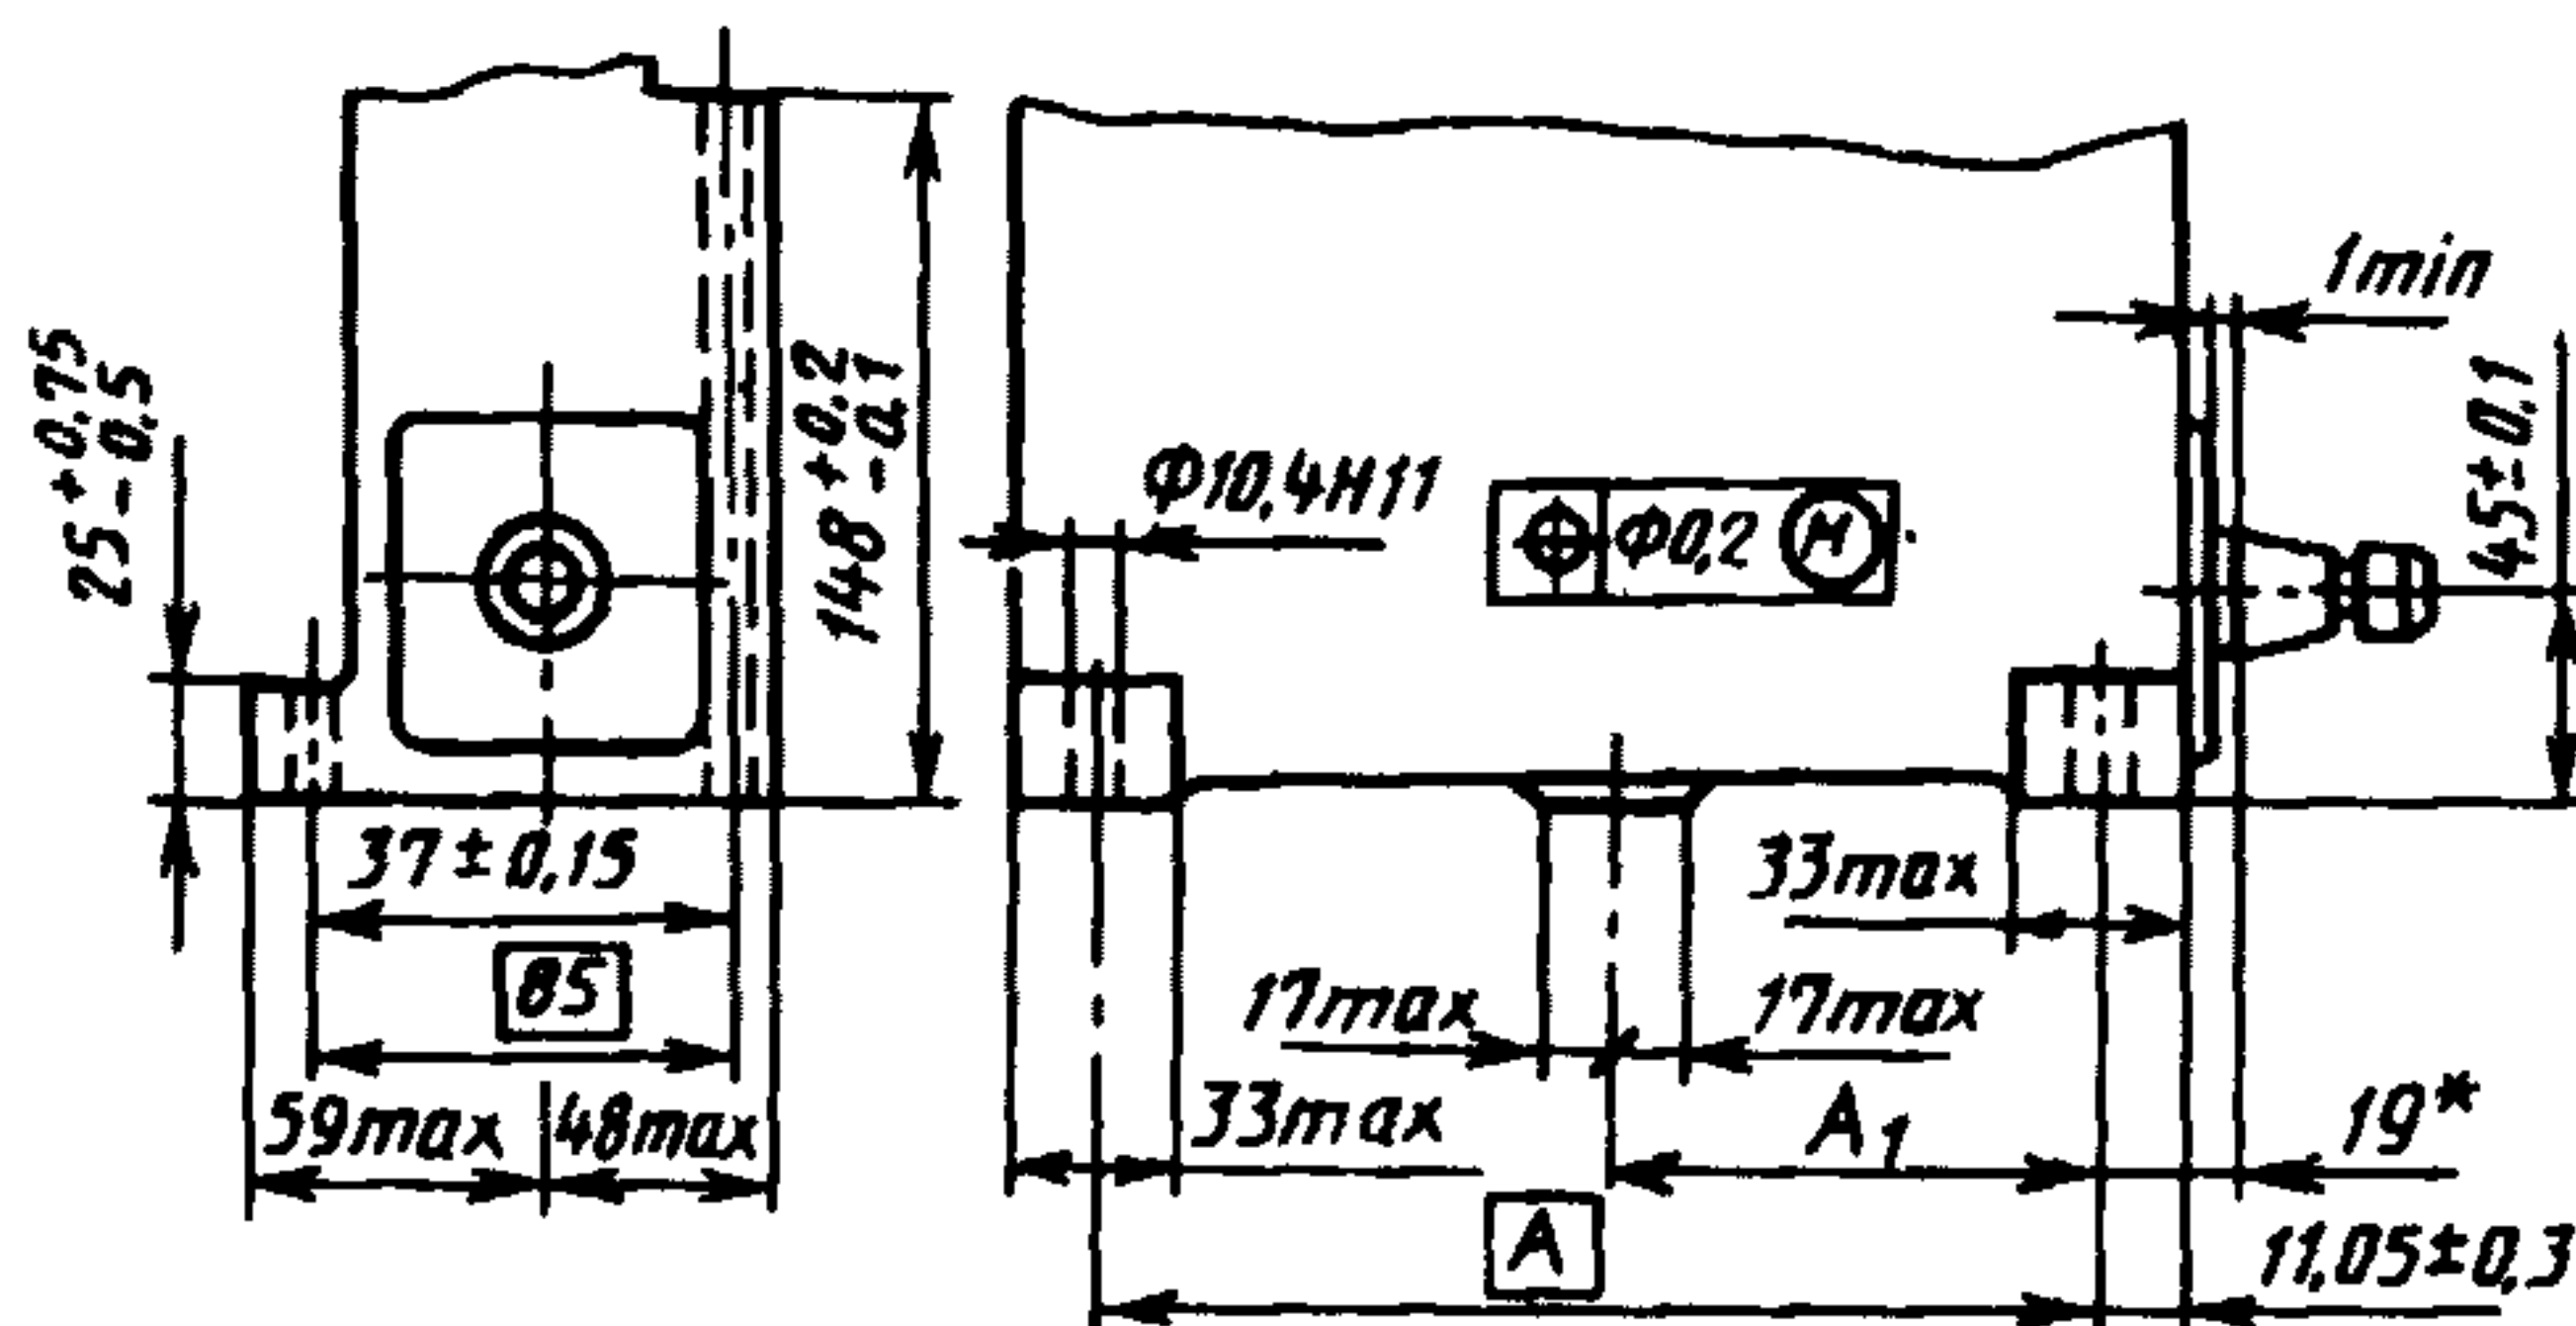 25 +0,75 -0,5
148 +0,2 -0,1
37±0,15
85
59max
48max
Φ10,4H11
Φ0,2 M
1min
45±0,1
33max
17max
17max
33max
A1
19*
A
11,05±0,3